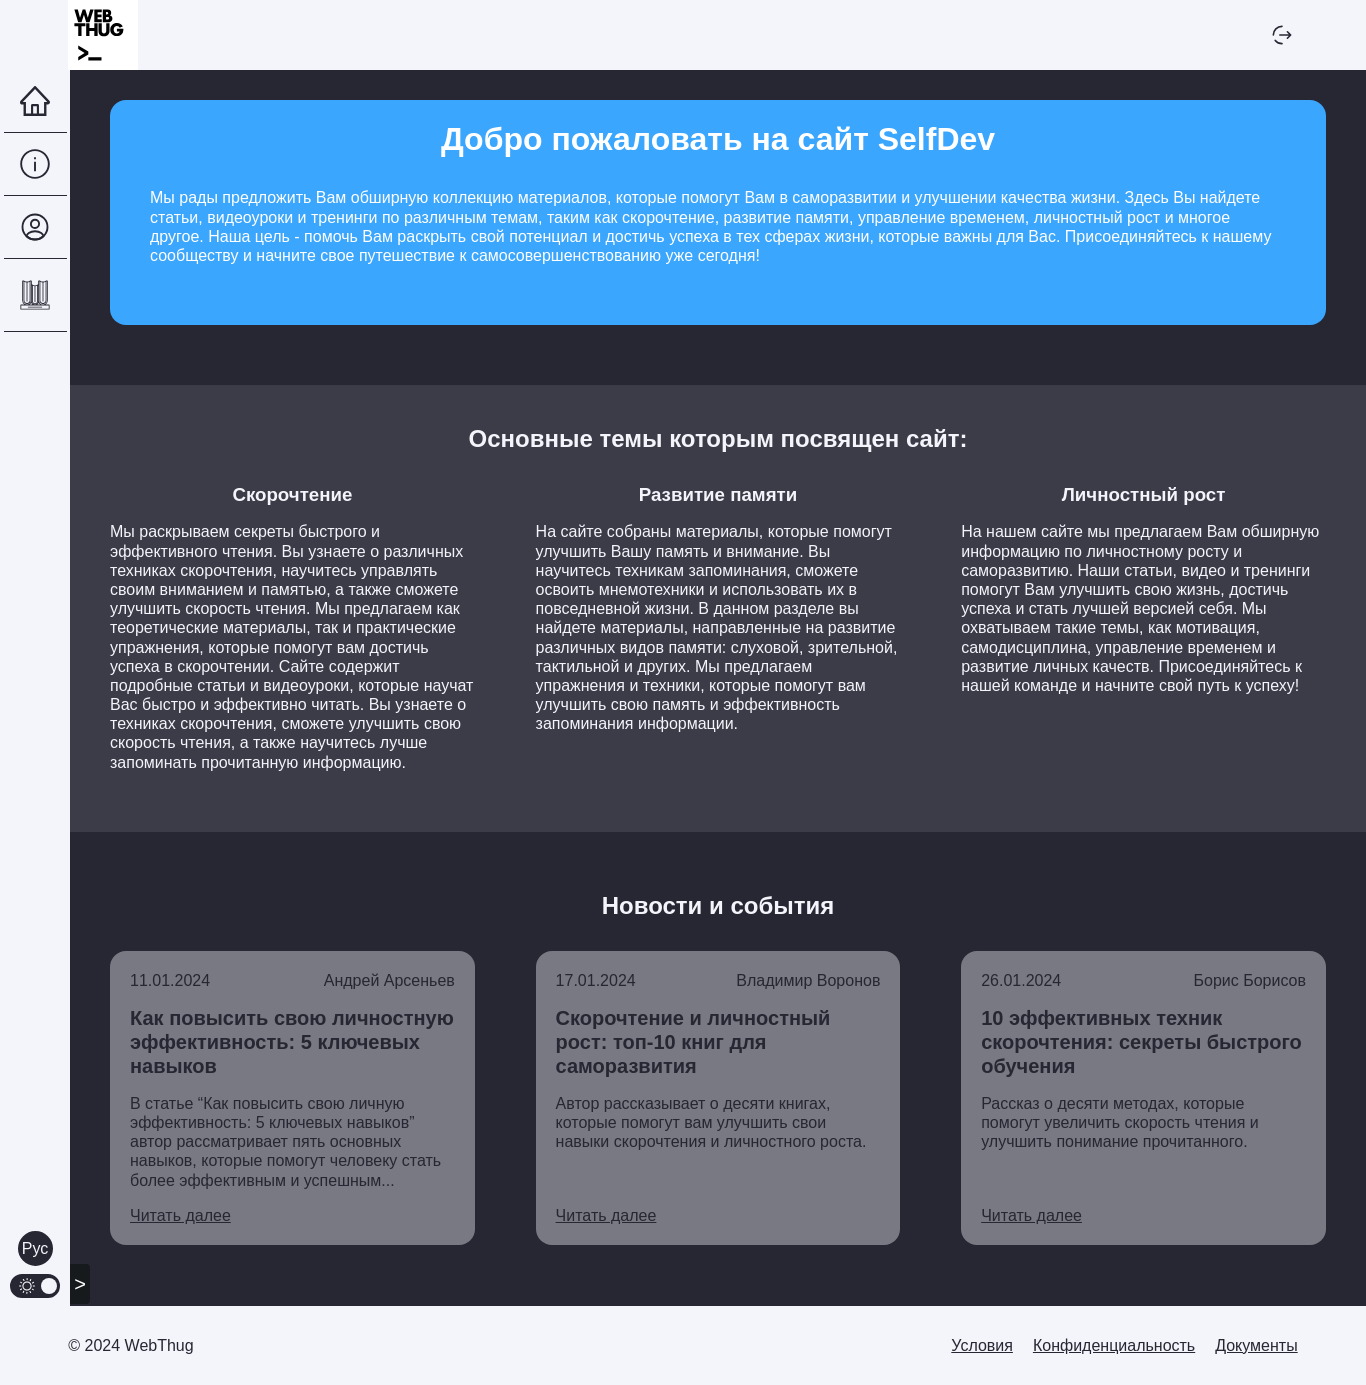 WEB
THUG
>_
Добро пожаловать на сайт SelfDev
Мы рады предложить Вам обширную коллекцию материалов, которые помогут Вам в саморазвитии и улучшении качества жизни. Здесь Вы найдете
статьи, видеоуроки и тренинги по различным темам, таким как скорочтение, развитие памяти, управление временем, личностный рост и многое
другое. Наша цель - помочь Вам раскрыть свой потенциал и достичь успеха в тех сферах жизни, которые важны для Вас. Присоединяйтесь к нашему
сообществу и начните свое путешествие к самосовершенствованию уже сегодня!
Основные темы которым посвящен сайт:
Скорочтение
Мы раскрываем секреты быстрого и
эффективного чтения. Вы узнаете о различных
техниках скорочтения, научитесь управлять
своим вниманием и памятью, а также сможете
улучшить скорость чтения. Мы предлагаем как
теоретические материалы, так и практические
упражнения, которые помогут вам достичь
успеха в скорочтении. Сайте содержит
подробные статьи и видеоуроки, которые научат
Вас быстро и эффективно читать. Вы узнаете о
техниках скорочтения, сможете улучшить свою
скорость чтения, а также научитесь лучше
запоминать прочитанную информацию.
Развитие памяти
На сайте собраны материалы, которые помогут
улучшить Вашу память и внимание. Вы
научитесь техникам запоминания, сможете
освоить мнемотехники и использовать их в
повседневной жизни. В данном разделе вы
найдете материалы, направленные на развитие
различных видов памяти: слуховой, зрительной,
тактильной и других. Мы предлагаем
упражнения и техники, которые помогут вам
улучшить свою память и эффективность
запоминания информации.
Личностный рост
На нашем сайте мы предлагаем Вам обширную
информацию по личностному росту и
саморазвитию. Наши статьи, видео и тренинги
помогут Вам улучшить свою жизнь, достичь
успеха и стать лучшей версией себя. Мы
охватываем такие темы, как мотивация,
самодисциплина, управление временем и
развитие личных качеств. Присоединяйтесь к
нашей команде и начните свой путь к успеху!
Новости и события
11.01.2024 Андрей Арсеньев
Как повысить свою личностную
эффективность: 5 ключевых
навыков
В статье “Как повысить свою личную
эффективность: 5 ключевых навыков”
автор рассматривает пять основных
навыков, которые помогут человеку стать
более эффективным и успешным...
Читать далее
17.01.2024 Владимир Воронов
Скорочтение и личностный
рост: топ-10 книг для
саморазвития
Автор рассказывает о десяти книгах,
которые помогут вам улучшить свои
навыки скорочтения и личностного роста.
Читать далее
26.01.2024 Борис Борисов
10 эффективных техник
скорочтения: секреты быстрого
обучения
Рассказ о десяти методах, которые
помогут увеличить скорость чтения и
улучшить понимание прочитанного.
Читать далее
Рус
>
© 2024 WebThug
Условия Конфиденциальность Документы